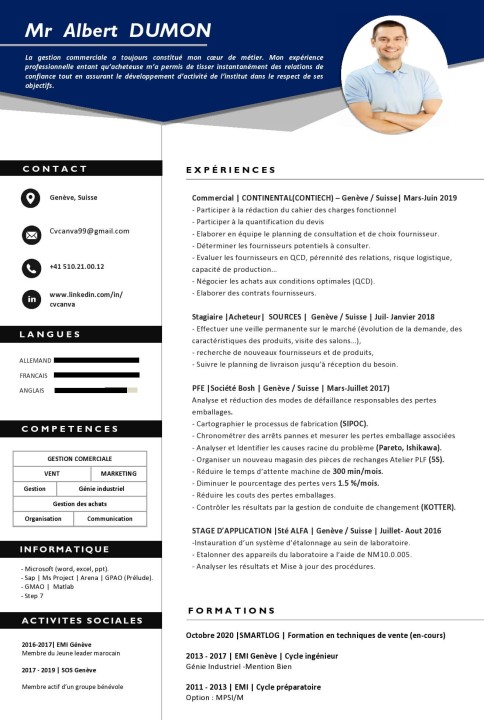 Mr Albert DUMON
La gestion commerciale a toujours constitué mon cœur de métier. Mon expérience
professionnelle entant qu'acheteuse m'a permis de tisser instantanément des relations de
confiance tout en assurant le développement d'activité de l'institut dans le respect de ses
objectifs.
CONTACT
Genève, Suisse
Cvcanva99@gmail.com
+41 510.21.00.12
in
www.linkedin.com/in/
cvcanva
LANGUES
ALLEMAND
FRANCAIS
ANGLAIS
COMPETENCES
GESTION COMERCIALE
VENT MARKETING
Gestion Génie industriel
Gestion des achats
Organisation Communication
INFORMATIQUE
- Microsoft (word, excel, ppt).
- Sap | Ms Project | Arena | GPAO (Prélude).
- GMAO | Matlab
- Step 7
ACTIVITES SOCIALES
2016-2017| EMI Génève
Membre du Jeune leader marocain
2017 - 2019 | SOS Genève
Membre actif d'un groupe bénévole
EXPÉRIENCES
Commercial | CONTINENTAL(CONTIECH) – Genève / Suisse| Mars-Juin 2019
- Participer à la rédaction du cahier des charges fonctionnel
- Participer à la quantification du devis
- Elaborer en équipe le planning de consultation et de choix fournisseur.
- Déterminer les fournisseurs potentiels à consulter.
- Evaluer les fournisseurs en QCD, pérennité des relations, risque logistique,
capacité de production…
- Négocier les achats aux conditions optimales (QCD).
- Elaborer des contrats fournisseurs.
Stagiaire |Acheteur| SOURCES | Genève / Suisse | Juil- Janvier 2018
- Effectuer une veille permanente sur le marché (évolution de la demande, des
caractéristiques des produits, visite des salons…),
- recherche de nouveaux fournisseurs et de produits,
- Suivre le planning de livraison jusqu'à réception du besoin.
PFE |Société Bosh | Genève / Suisse | Mars-Juillet 2017)
Analyse et réduction des modes de défaillance responsables des pertes
emballages.
- Cartographier le processus de fabrication (SIPOC).
- Chronométrer des arrêts pannes et mesurer les pertes emballage associées
- Analyser et Identifier les causes racine du problème (Pareto, Ishikawa).
- Organiser un nouveau magasin des pièces de rechanges Atelier PLF (5S).
- Réduire le temps d'attente machine de 300 min/mois.
- Diminuer le pourcentage des pertes vers 1.5 %/mois.
- Réduire les couts des pertes emballages.
- Contrôler les résultats par la gestion de conduite de changement (KOTTER).
STAGE D'APPLICATION |Sté ALFA | Genève / Suisse | Juillet- Aout 2016
-Instauration d'un système d'étalonnage au sein de laboratoire.
- Etalonner des appareils du laboratoire a l'aide de NM10.0.005.
- Analyser les résultats et Mise à jour des procédures.
FORMATIONS
Octobre 2020 |SMARTLOG | Formation en techniques de vente (en-cours)
2013 - 2017 | EMI Genève | Cycle ingénieur
Génie Industriel -Mention Bien
2011 - 2013 | EMI | Cycle préparatoire
Option : MPSI/M